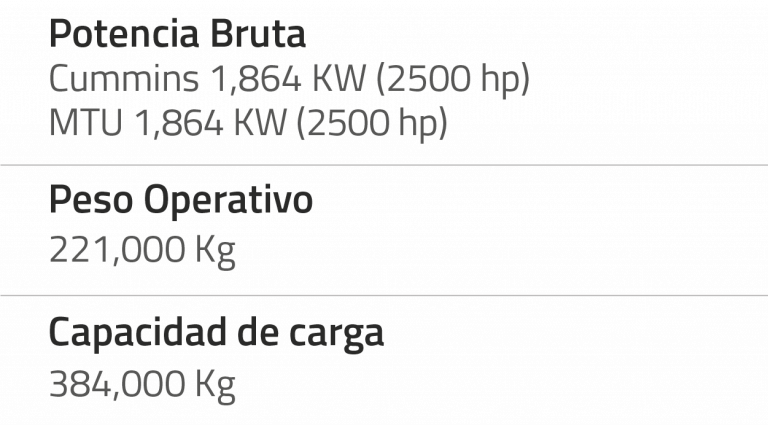 Potencia Bruta
Cummins 1,864 KW (2500 hp)
MTU 1,864 KW (2500 hp)
Peso Operativo
221,000 Kg
Capacidad de carga
384,000 Kg